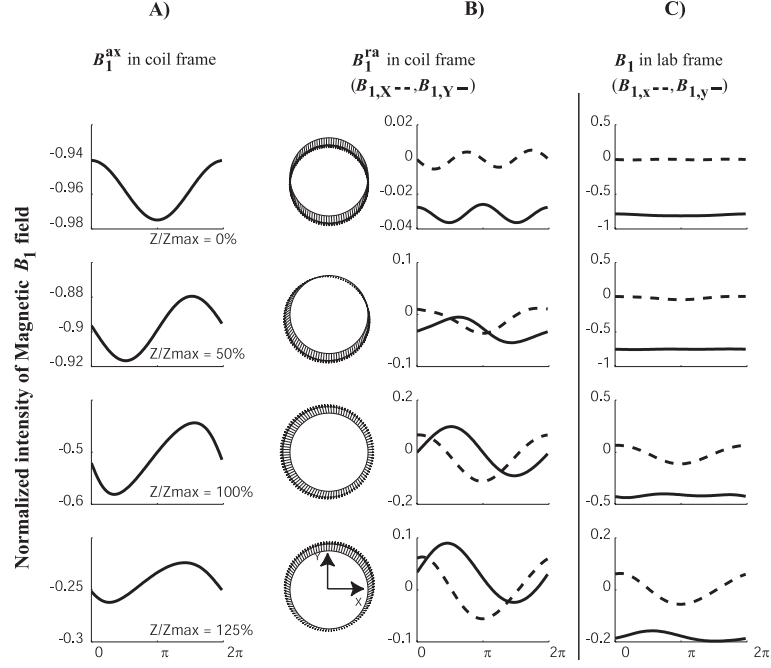 A) B) C)
B₁ᵃˣ in coil frame B₁ʳᵃ in coil frame B₁ in lab frame
(B₁,X - - , B₁,Y —) (B₁,x - - , B₁,y —)
Normalized intensity of Magnetic B₁ field
-0.94 0.02 0.5
-0.96 0 0
-0.98 -0.02 -0.5
-0.04 -1
Z/Zmax = 0%
0.1 0.5
-0.88 0 0
-0.9 -0.5
-0.92 -0.1 -1
Z/Zmax = 50%
0.2 0.5
-0.5 0 0
-0.6 -0.2 -0.5
Z/Zmax = 100%
0.1 0.2
-0.25 0 0
-0.3 -0.1 -0.2
Z/Zmax = 125%
Y
X
0 π 2π 0 π 2π 0 π 2π